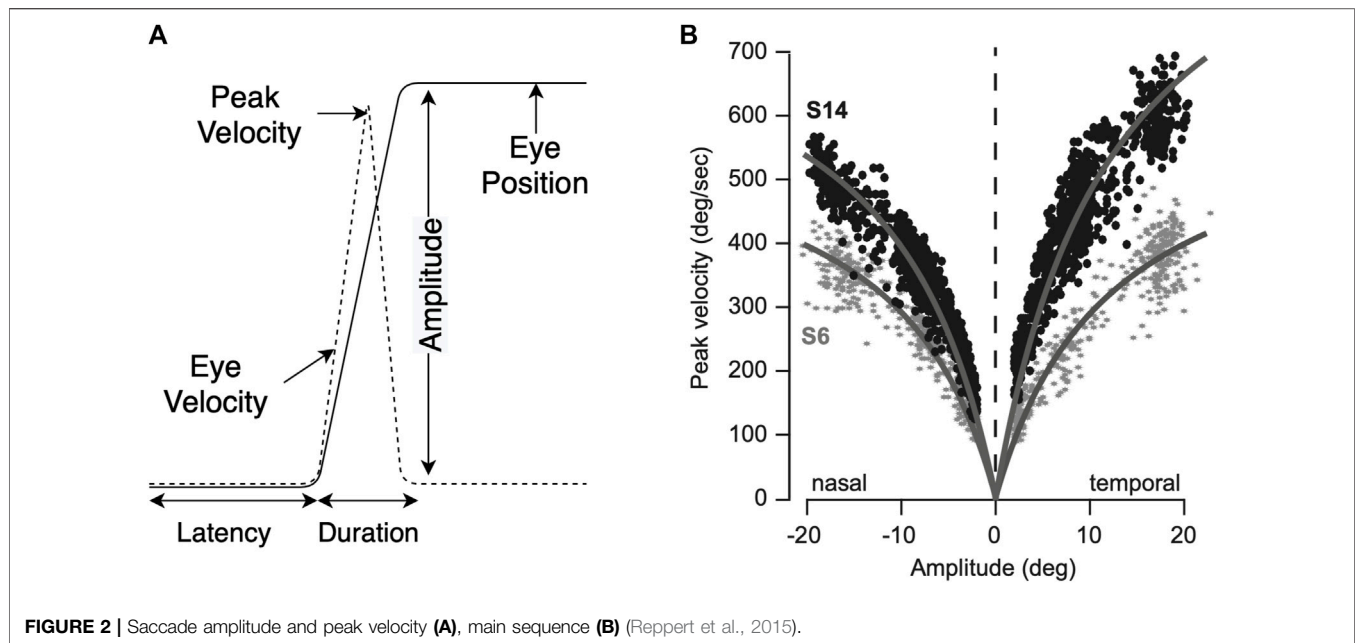 A
Peak
Velocity
Eye
Position
Amplitude
Eye
Velocity
Latency
Duration
B
700
600
500
400
300
200
100
0
Peak velocity (deg/sec)
S14
S6
nasal
temporal
-20
-10
0
10
20
Amplitude (deg)
FIGURE 2 | Saccade amplitude and peak velocity (A), main sequence (B) (Reppert et al., 2015).